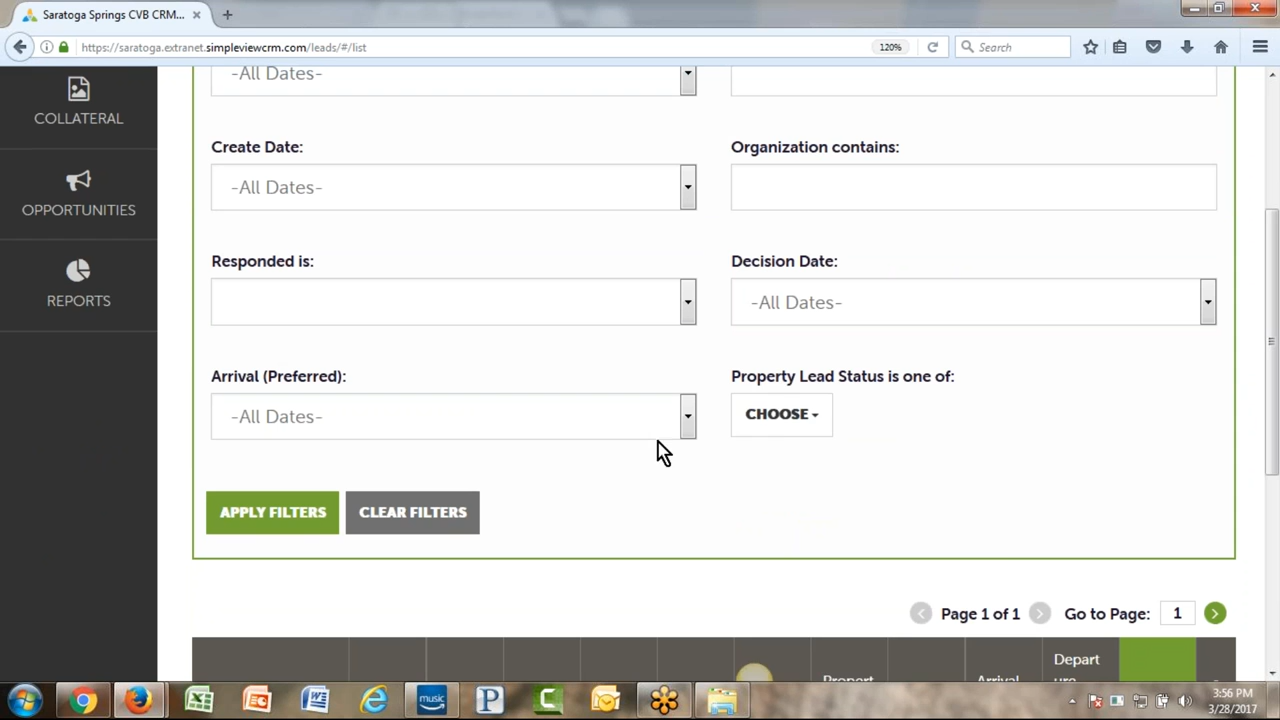 Saratoga Springs CVB CRM...
https://saratoga.extranet.simpleviewcrm.com/leads/#/list
120%
Search
COLLATERAL
OPPORTUNITIES
REPORTS
-All Dates-
Create Date:
Organization contains:
-All Dates-
Responded is:
Decision Date:
-All Dates-
Arrival (Preferred):
Property Lead Status is one of:
-All Dates-
CHOOSE
APPLY FILTERS
CLEAR FILTERS
Page 1 of 1
Go to Page:
1
Depart
ure
Propert
Arrival
music
3:56 PM
3/28/2017